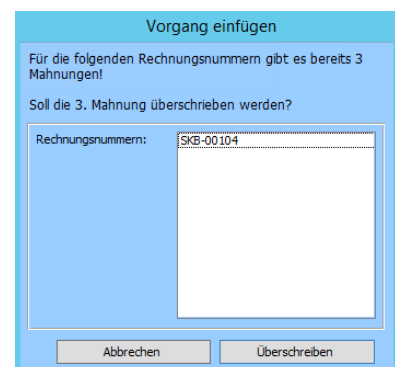 Vorgang einfügen
Für die folgenden Rechnungsnummern gibt es bereits 3
Mahnungen!
Soll die 3. Mahnung überschrieben werden?
Rechnungsnummern:
SKB-00104
Abbrechen
Überschreiben